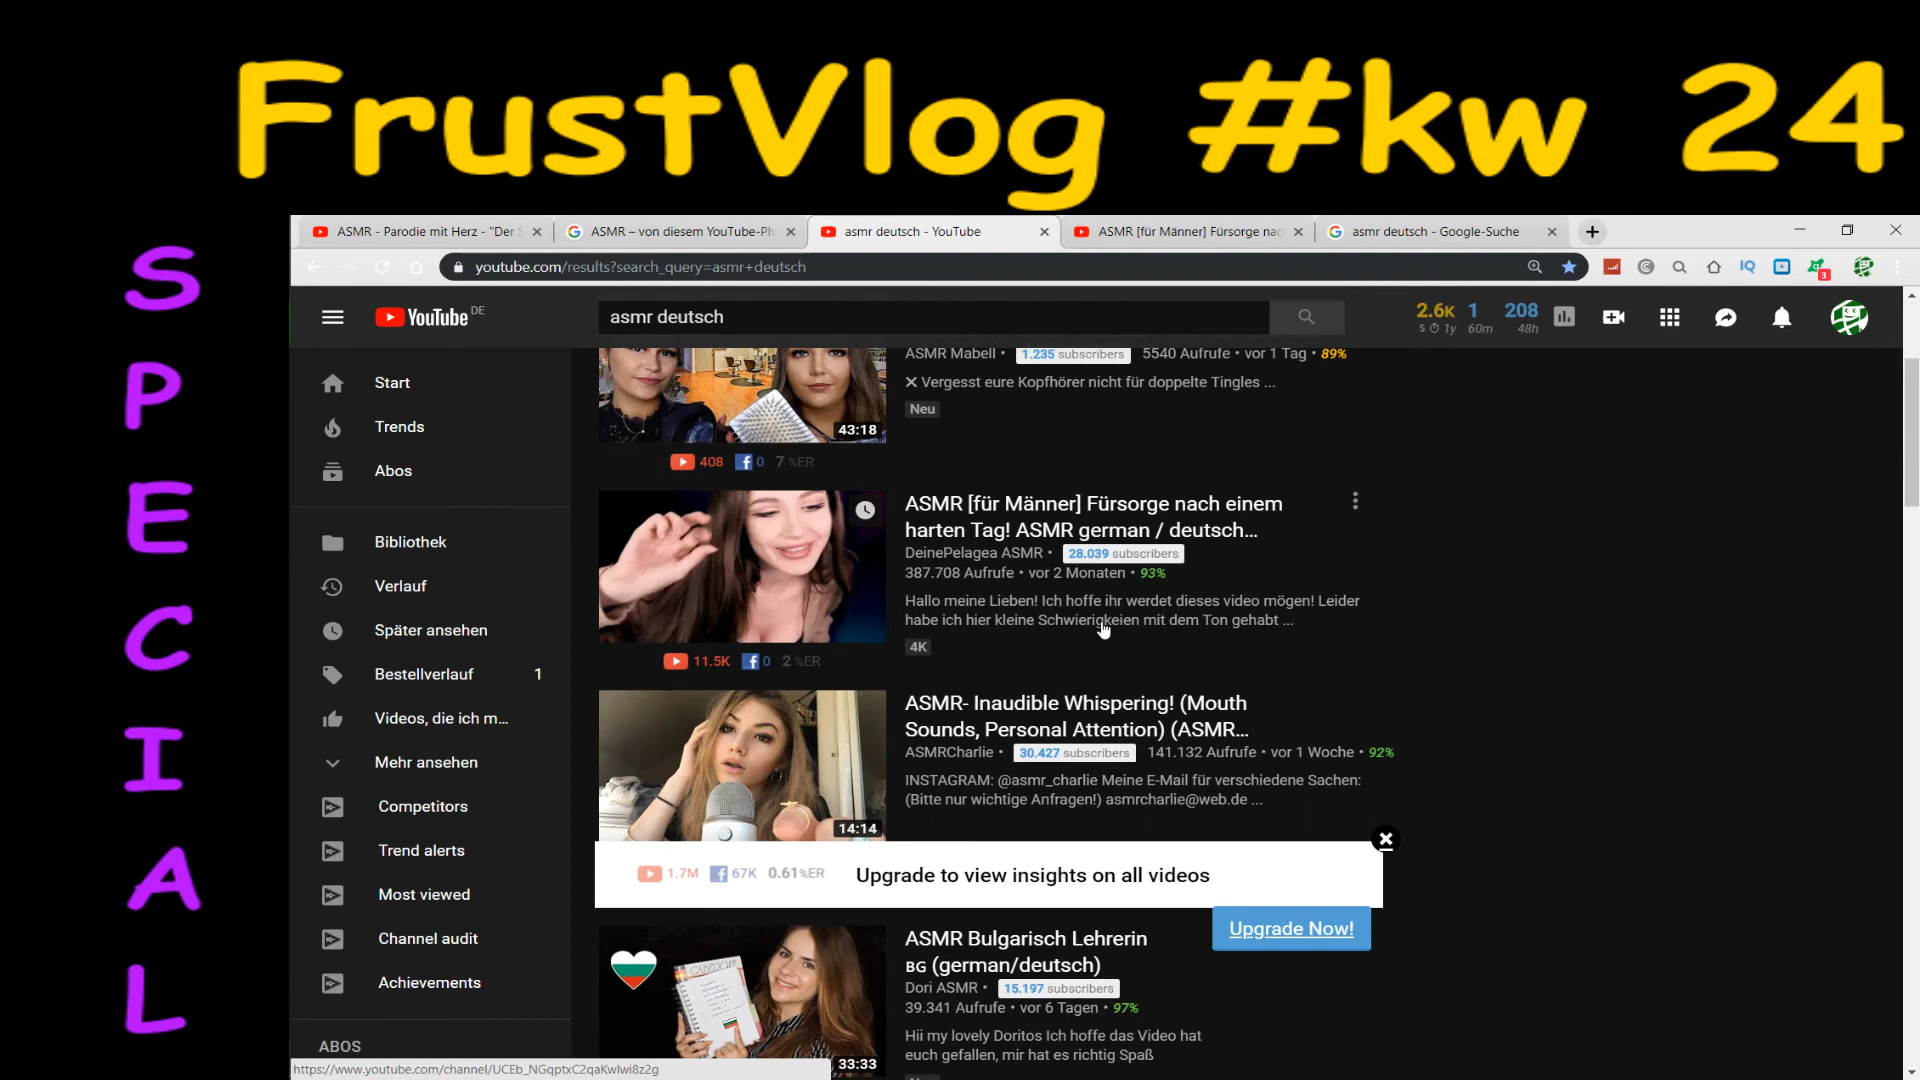 FrustVlog #kw 24
SPECIAL
ASMR - Parodie mit Herz - "Der S
ASMR – von diesem YouTube-Ph
asmr deutsch - YouTube
ASMR [für Männer] Fürsorge nac
asmr deutsch - Google-Suche
youtube.com/results?search_query=asmr+deutsch
IQ
3
YouTube DE
asmr deutsch
2.6K 1 208
1y 60m 48h
Start
Trends
Abos
Bibliothek
Verlauf
Später ansehen
Bestellverlauf 1
Videos, die ich m...
Mehr ansehen
Competitors
Trend alerts
Most viewed
Channel audit
Achievements
ABOS
43:18
ASMR Mabell • 1.235 subscribers 5540 Aufrufe • vor 1 Tag • 89%
✕ Vergesst eure Kopfhörer nicht für doppelte Tingles ...
Neu
408 0 7 %ER
ASMR [für Männer] Fürsorge nach einem
harten Tag! ASMR german / deutsch...
DeinePelagea ASMR • 28.039 subscribers
387.708 Aufrufe • vor 2 Monaten • 93%
Hallo meine Lieben! Ich hoffe ihr werdet dieses video mögen! Leider
habe ich hier kleine Schwierigkeien mit dem Ton gehabt ...
4K
11.5K 0 2 %ER
ASMR- Inaudible Whispering! (Mouth
Sounds, Personal Attention) (ASMR...
ASMRCharlie • 30.427 subscribers 141.132 Aufrufe • vor 1 Woche • 92%
INSTAGRAM: @asmr_charlie Meine E-Mail für verschiedene Sachen:
(Bitte nur wichtige Anfragen!) asmrcharlie@web.de ...
14:14
1.7M 67K 0.61%ER Upgrade to view insights on all videos
Upgrade Now!
ASMR Bulgarisch Lehrerin
BG (german/deutsch)
Dori ASMR • 15.197 subscribers
39.341 Aufrufe • vor 6 Tagen • 97%
Hii my lovely Doritos Ich hoffe das Video hat
euch gefallen, mir hat es richtig Spaß
33:33
https://www.youtube.com/channel/UCEb_NGqptxC2qaKwlwi8z2g